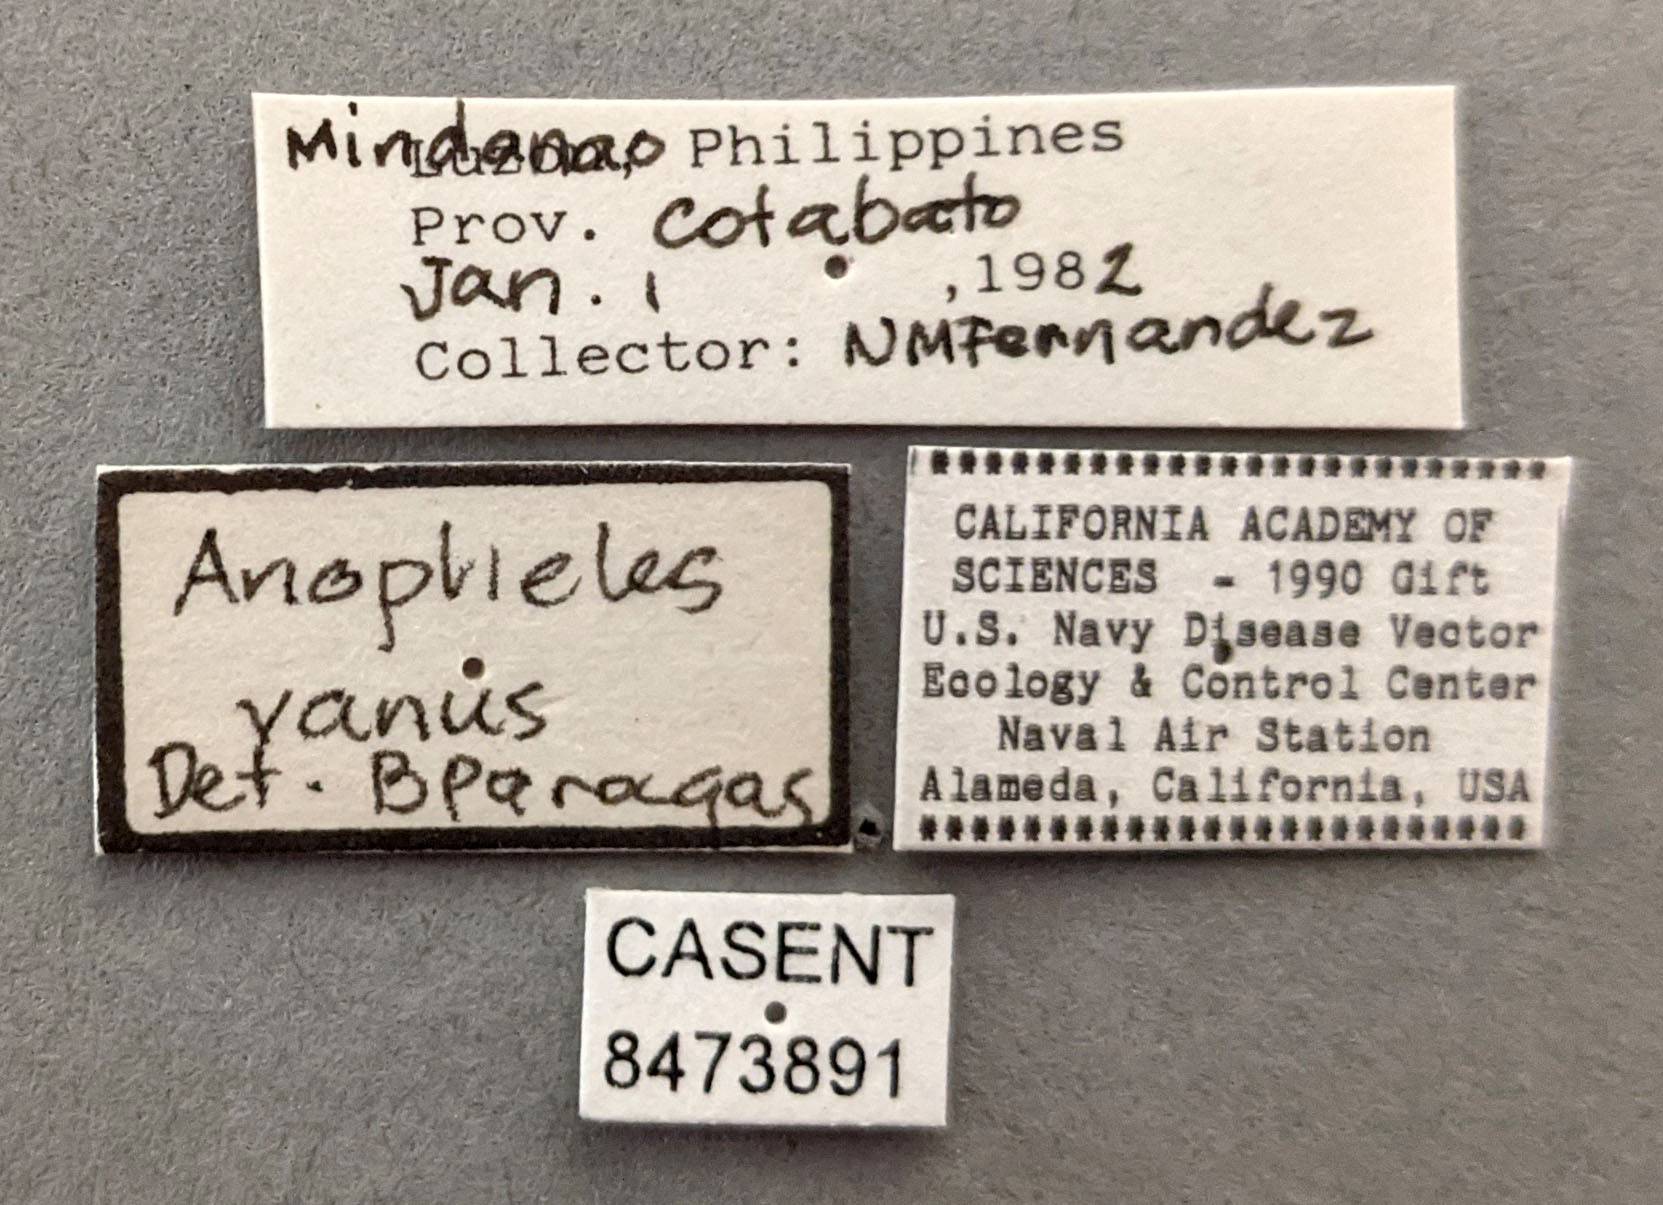 Mindanao Philippines
Prov. Cotabato
Jan. 1 ,1982
Collector: NMFernandez
Anopheles
vanus
Det. BParagas
************************
CALIFORNIA ACADEMY OF
SCIENCES - 1990 Gift
U.S. Navy Disease Vector
Ecology & Control Center
Naval Air Station
Alameda, California, USA
************************
CASENT
8473891